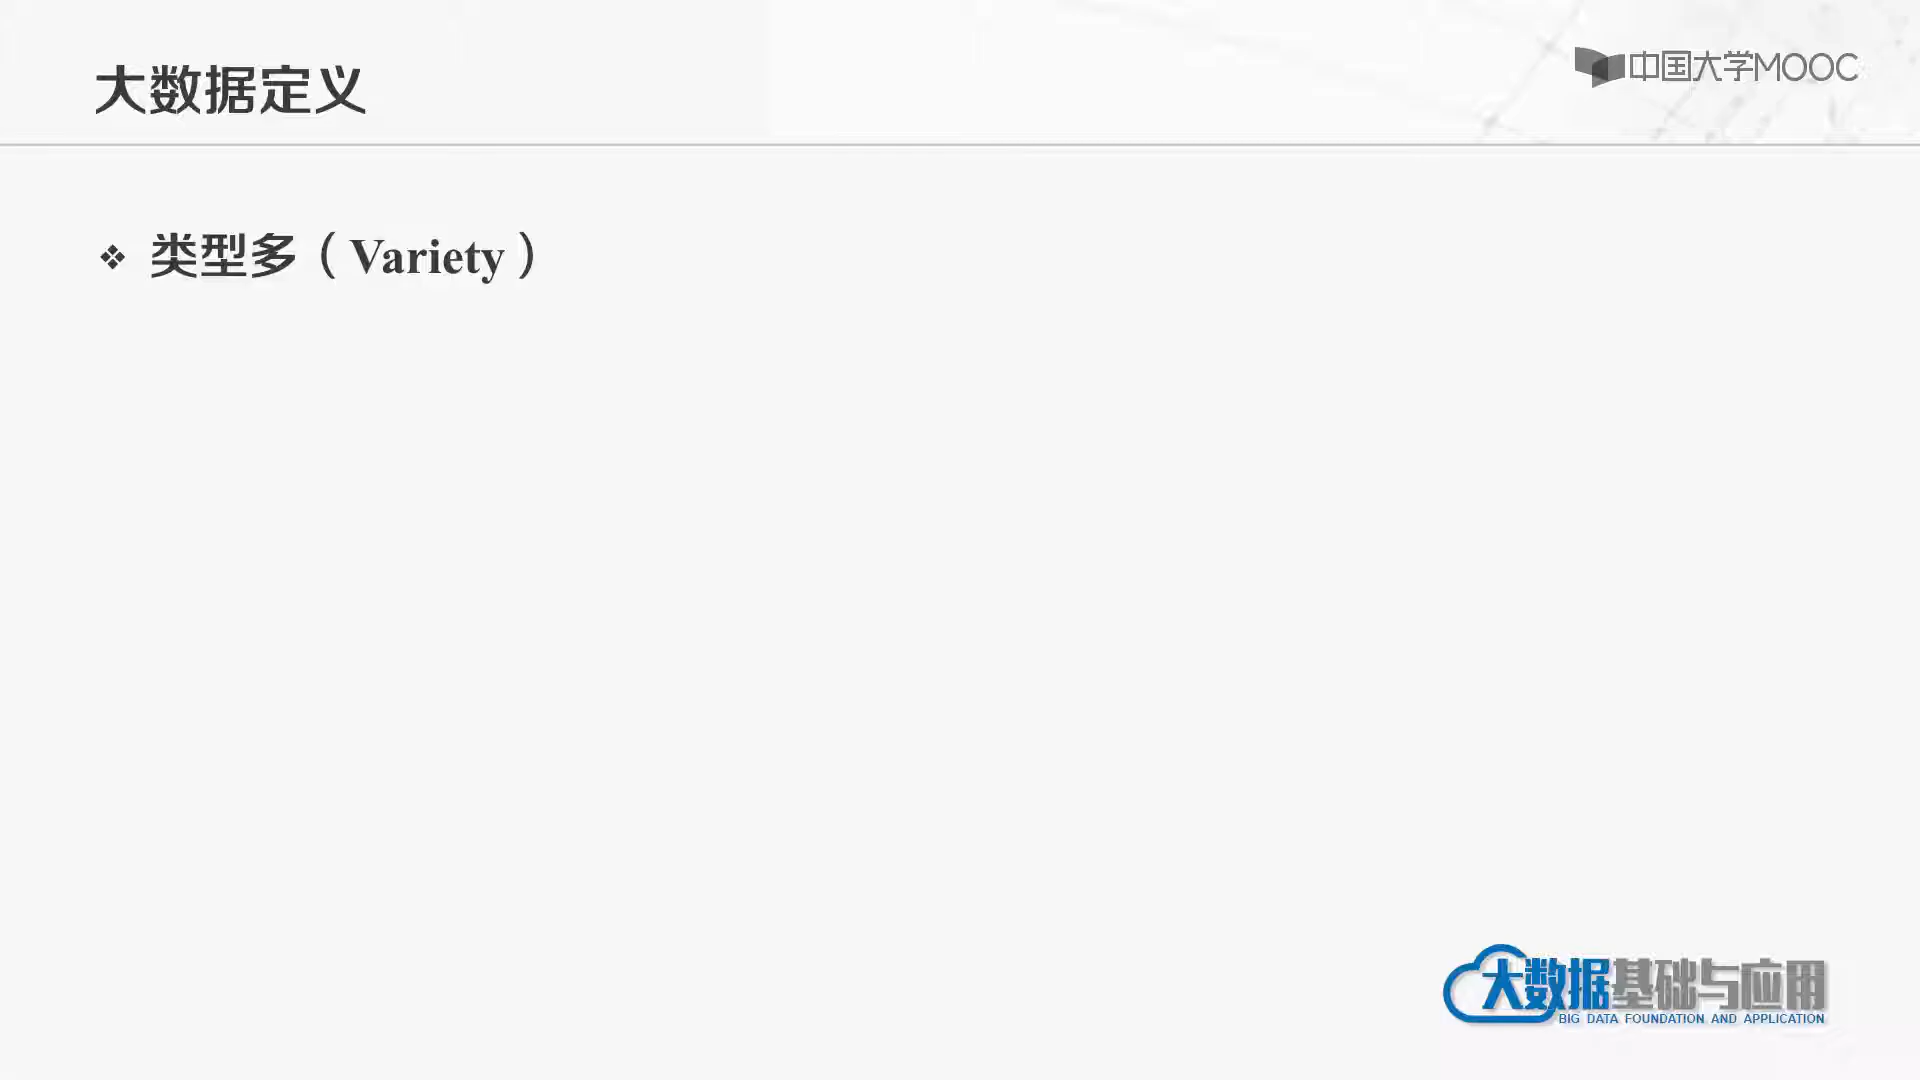 大数据定义
中国大学MOOC
❖ 类型多（Variety）
大数据基础与应用
BIG DATA FOUNDATION AND APPLICATION